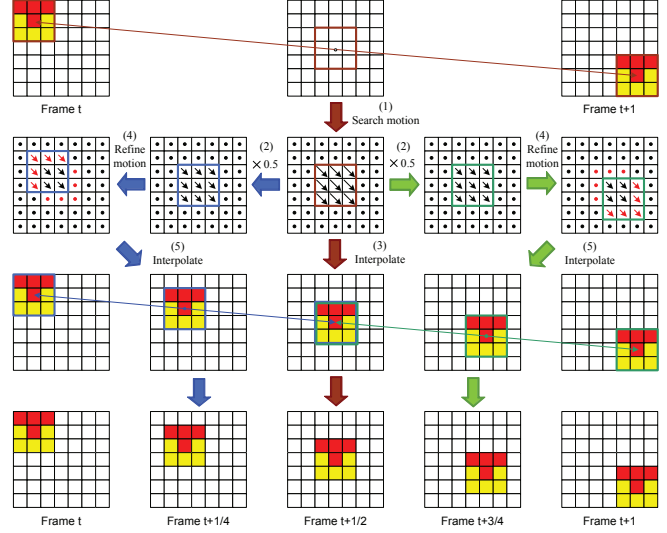 Frame t
Frame t+1
(1)
Search motion
(4)
Refine
motion
(2)
× 0.5
(2)
× 0.5
(4)
Refine
motion
(5)
Interpolate
(3)
Interpolate
(5)
Interpolate
Frame t
Frame t+1/4
Frame t+1/2
Frame t+3/4
Frame t+1